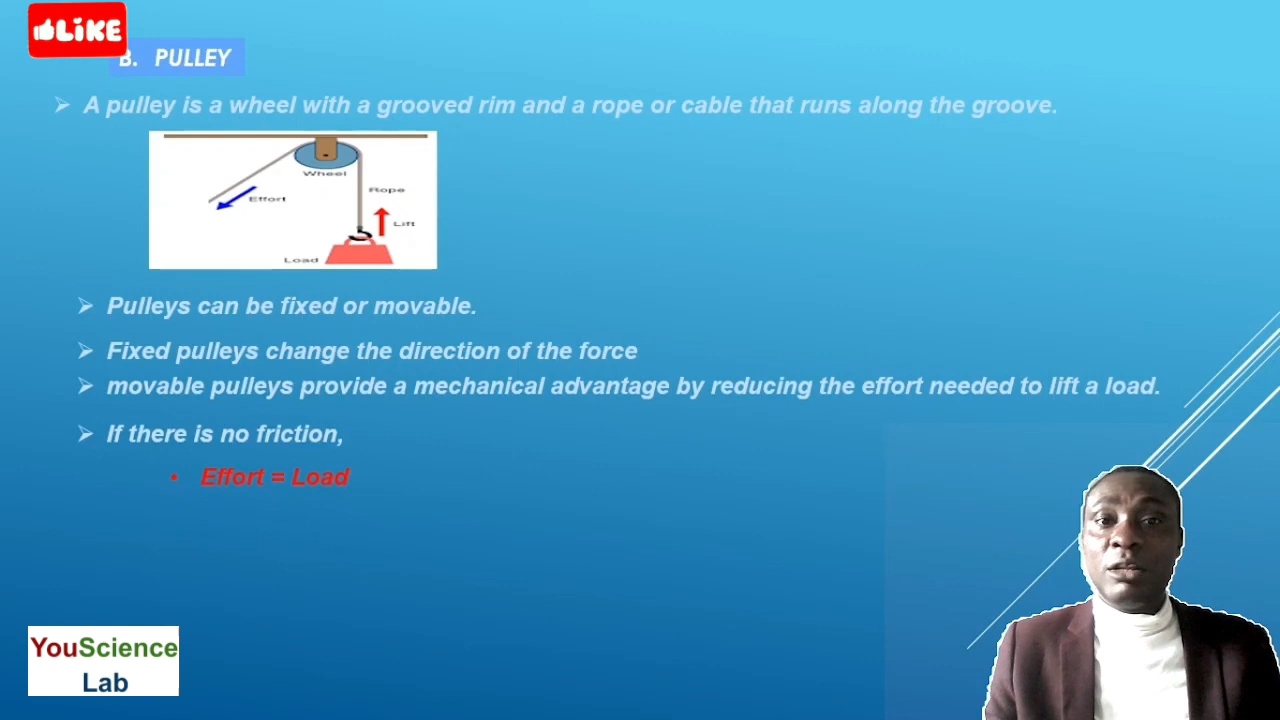 LIKE
B. PULLEY
A pulley is a wheel with a grooved rim and a rope or cable that runs along the groove.
Wheel
Rope
Effort
Lift
Load
Pulleys can be fixed or movable.
Fixed pulleys change the direction of the force
movable pulleys provide a mechanical advantage by reducing the effort needed to lift a load.
If there is no friction,
Effort = Load
YouScience
Lab